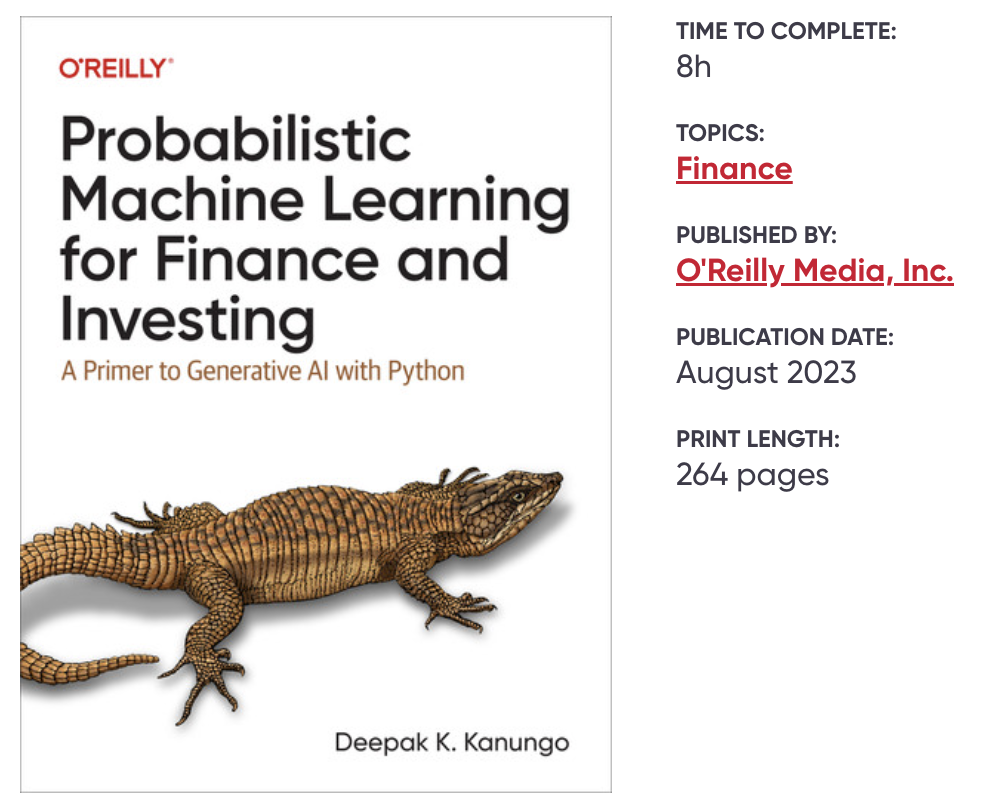 O'REILLY®
Probabilistic
Machine Learning
for Finance and
Investing
A Primer to Generative AI with Python
Deepak K. Kanungo
TIME TO COMPLETE:
8h
TOPICS:
Finance
PUBLISHED BY:
O'Reilly Media, Inc.
PUBLICATION DATE:
August 2023
PRINT LENGTH:
264 pages